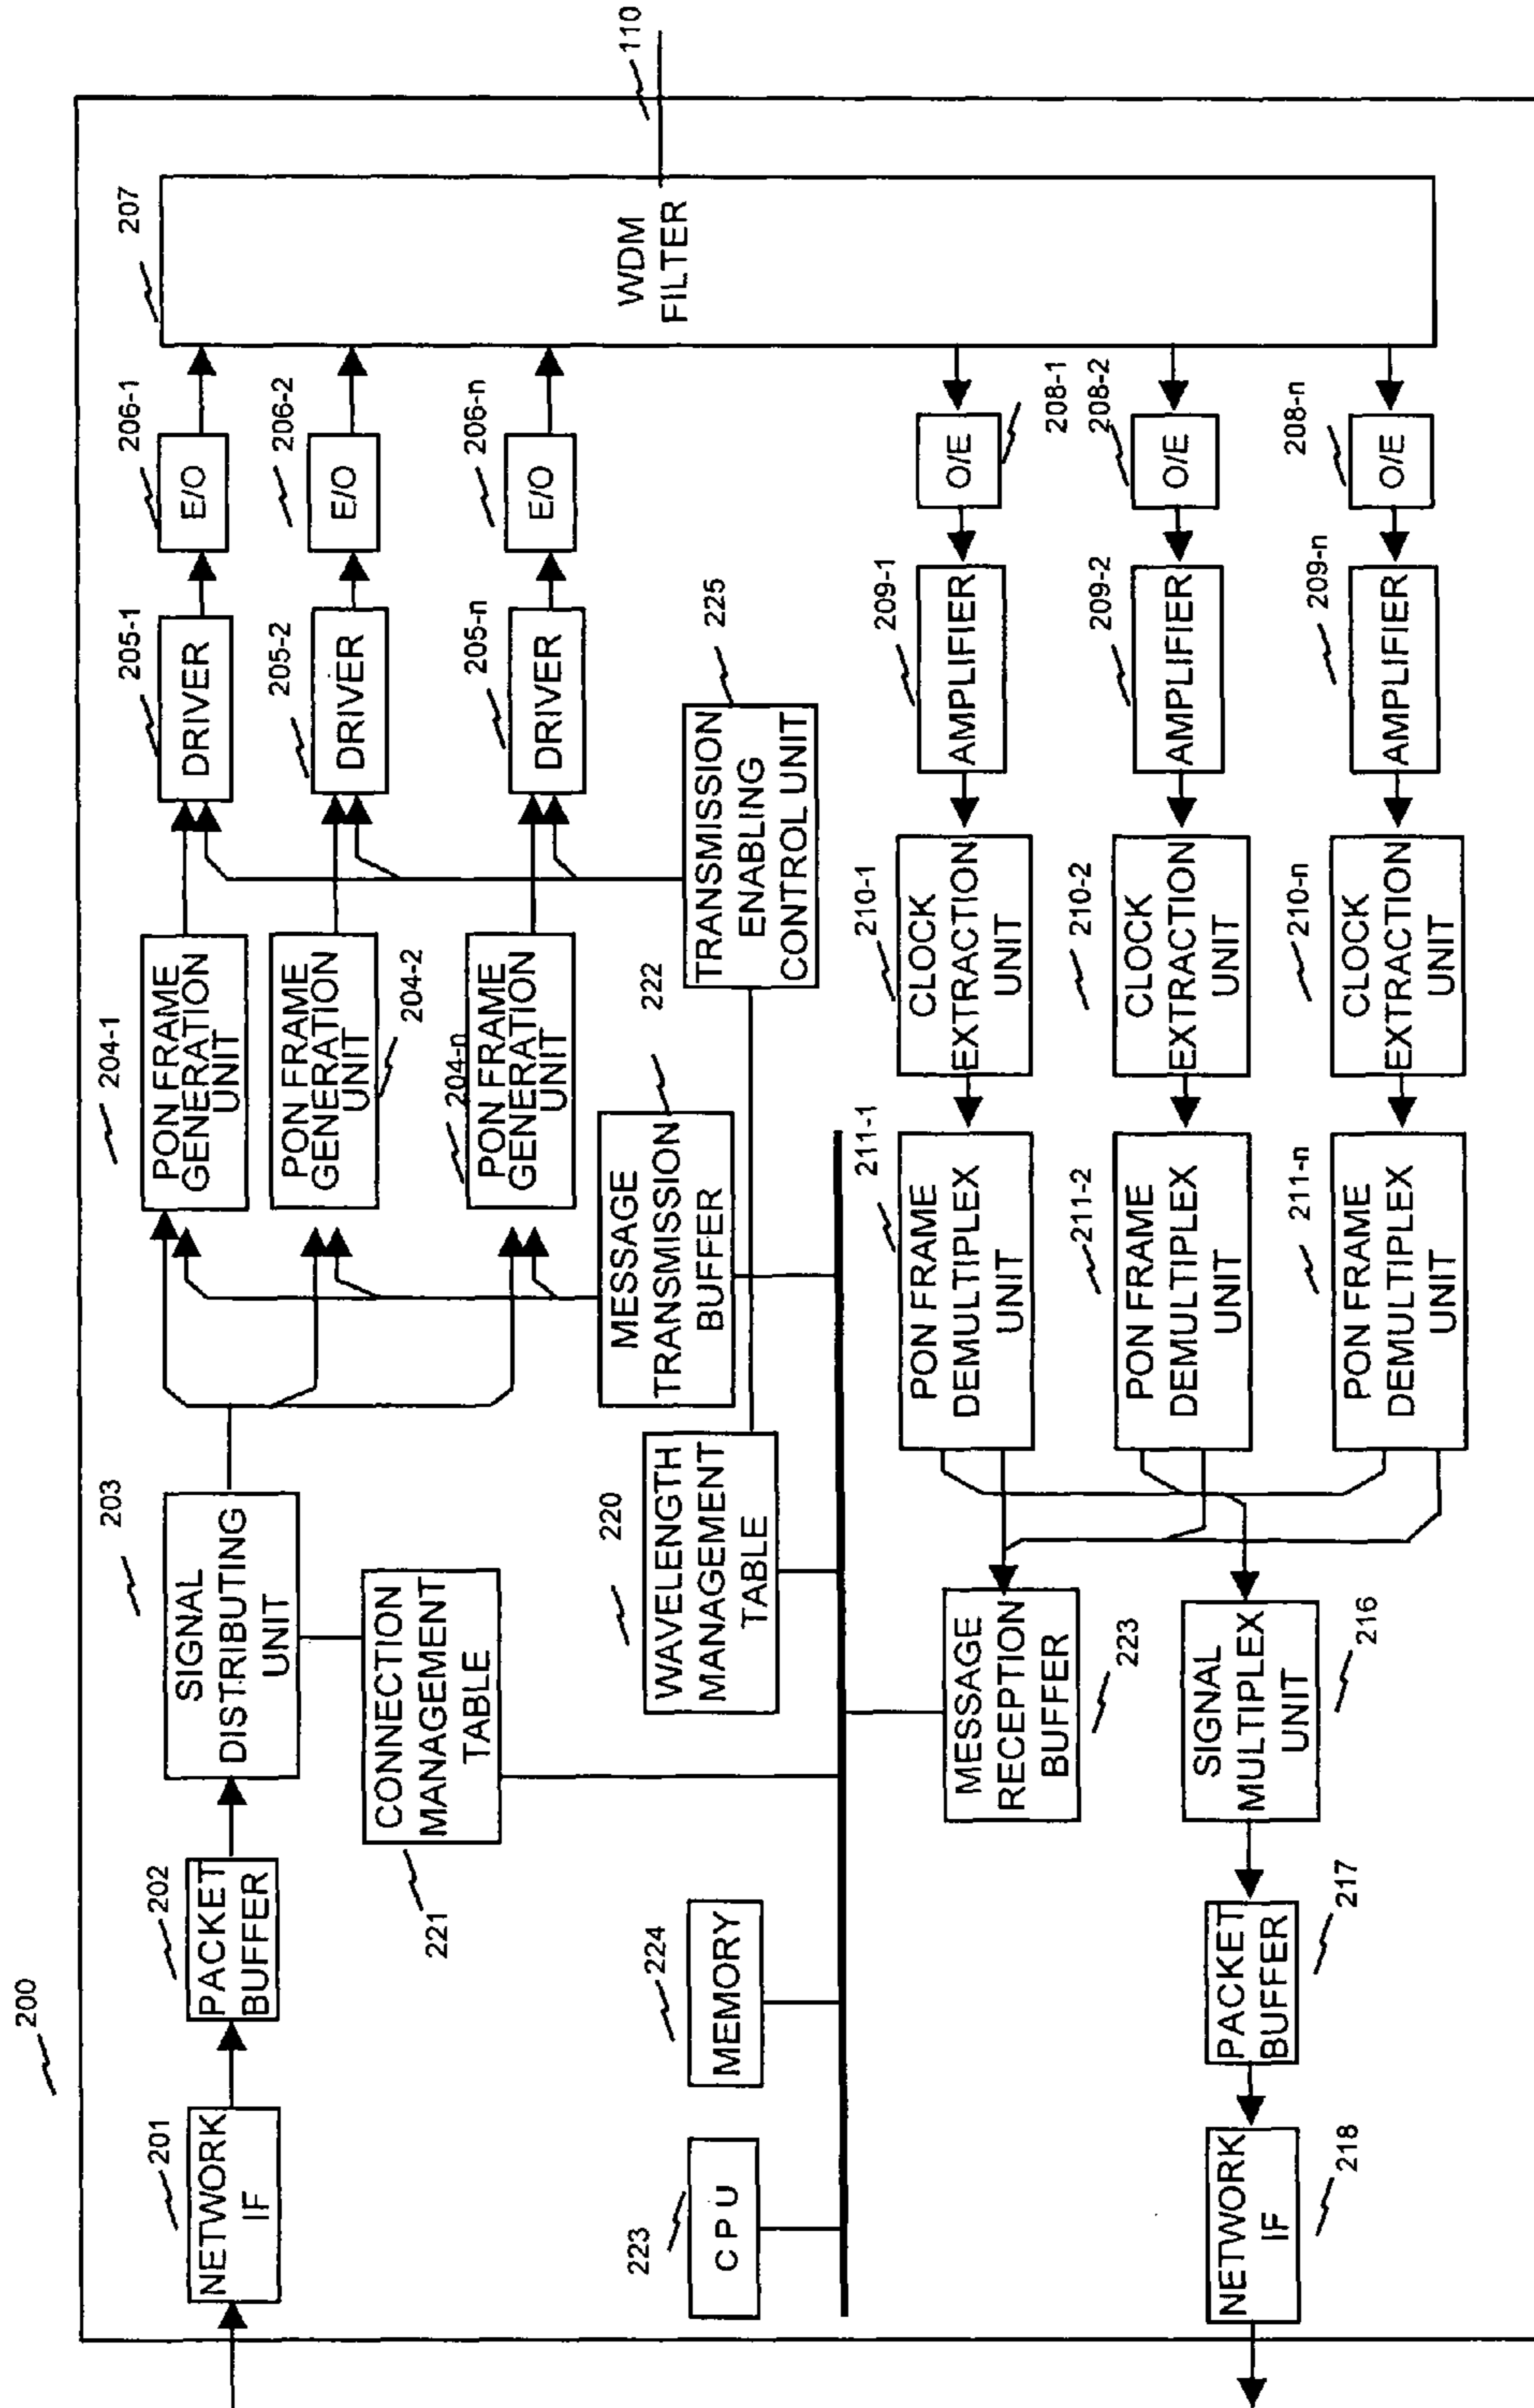 200
201
NETWORK
IF
202
PACKET
BUFFER
203
SIGNAL
DISTRIBUTING
UNIT
204-1
PON FRAME
GENERATION
UNIT
205-1
DRIVER
206-1
E/O
207
WDM
FILTER
110
PON FRAME
GENERATION
UNIT
204-2
205-2
DRIVER
206-2
E/O
204-n
PON FRAME
GENERATION
UNIT
205-n
DRIVER
206-n
E/O
221
CONNECTION
MANAGEMENT
TABLE
222
MESSAGE
TRANSMISSION
BUFFER
225
TRANSMISSION
ENABLING
CONTROL UNIT
220
WAVELENGTH
MANAGEMENT
TABLE
223
CPU
224
MEMORY
211-1
PON FRAME
DEMULTIPLEX
UNIT
210-1
CLOCK
EXTRACTION
UNIT
209-1
AMPLIFIER
O/E
208-1
MESSAGE
RECEPTION
BUFFER
223
211-2
PON FRAME
DEMULTIPLEX
UNIT
210-2
CLOCK
EXTRACTION
UNIT
209-2
AMPLIFIER
208-2
O/E
211-n
PON FRAME
DEMULTIPLEX
UNIT
210-n
CLOCK
EXTRACTION
UNIT
209-n
AMPLIFIER
208-n
O/E
SIGNAL
MULTIPLEX
UNIT
216
PACKET
BUFFER
217
NETWORK
IF
218